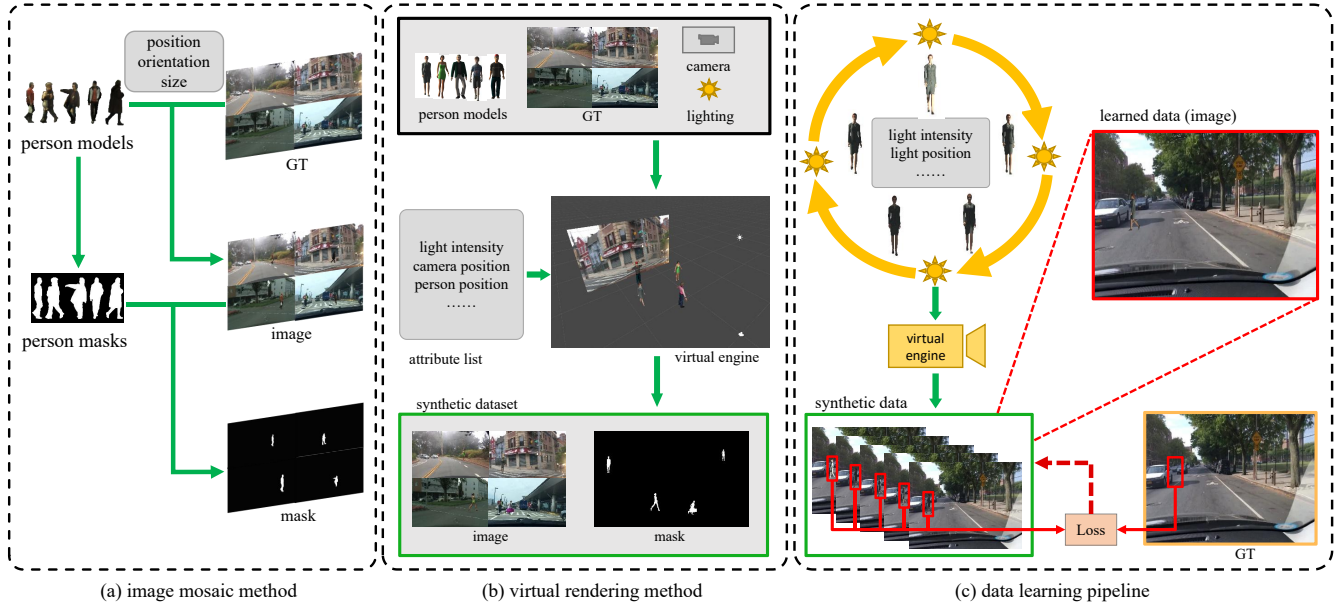 position
orientation
size
person models
GT
person masks
image
mask
(a) image mosaic method
person models
GT
camera
lighting
light intensity
camera position
person position
……
attribute list
virtual engine
synthetic dataset
image
mask
(b) virtual rendering method
light intensity
light position
……
learned data (image)
virtual
engine
synthetic data
Loss
GT
(c) data learning pipeline